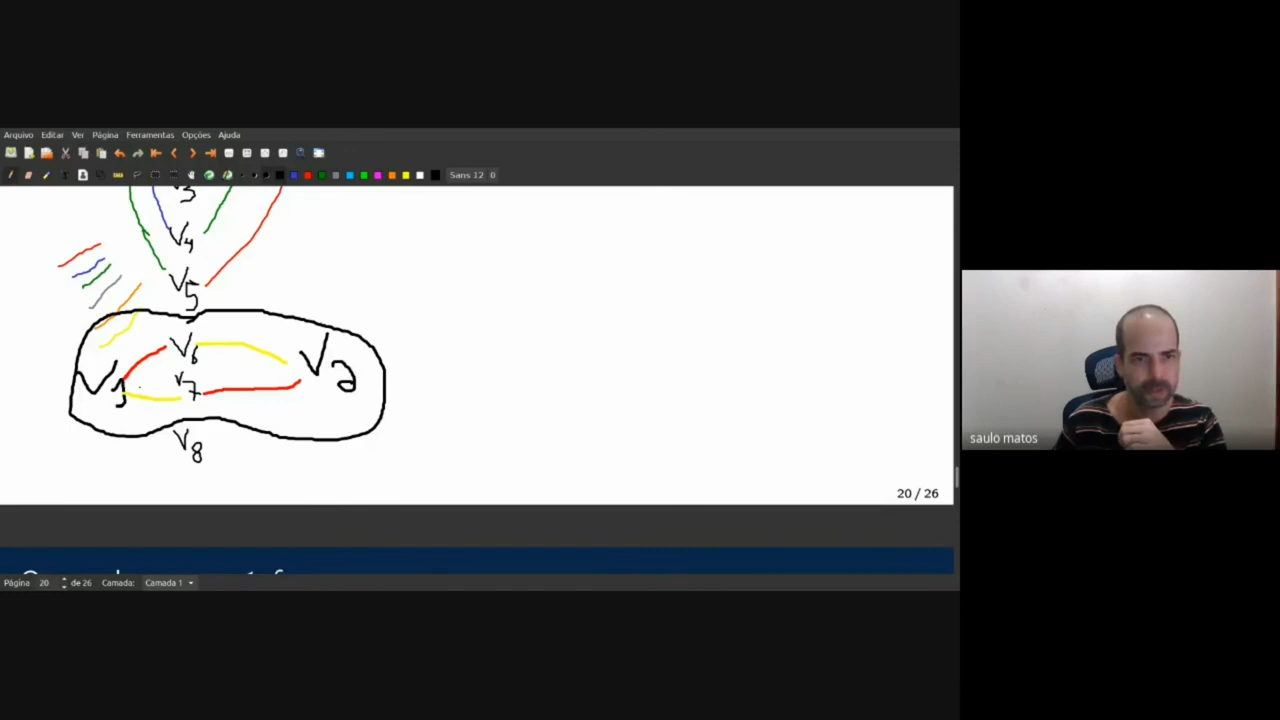 Arquivo Editar Ver Página Ferramentas Opções Ajuda
Sans 12
V3
V4
V5
V6
V1 V7 V2
V8
20 / 26
Página 20 de 26 Camada: Camada 1
saulo matos